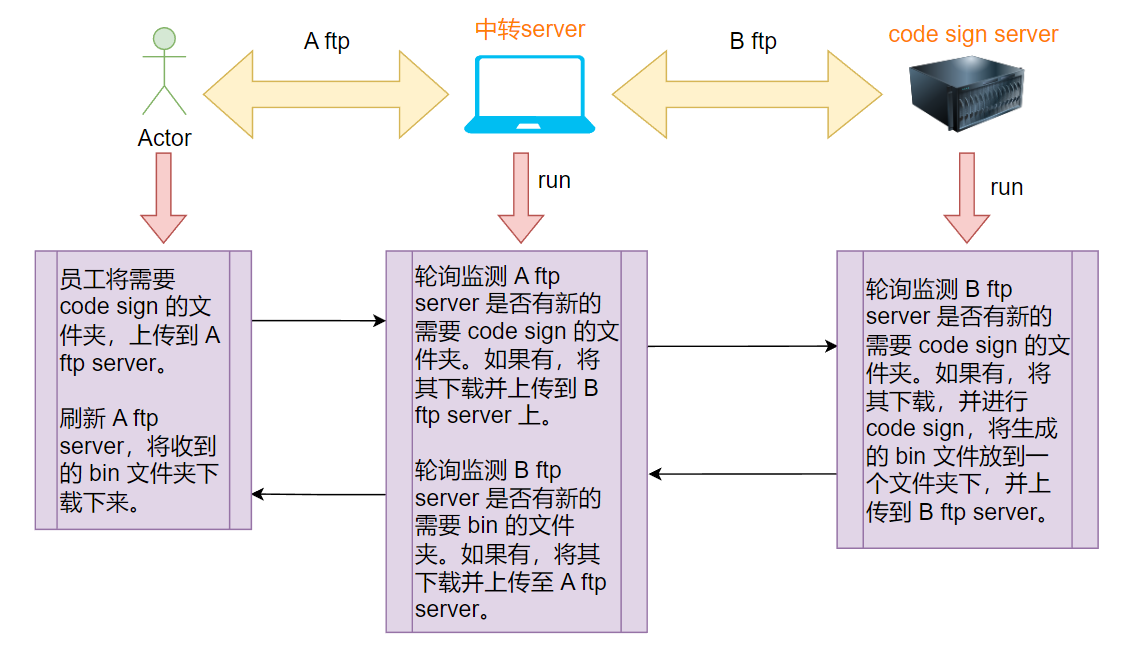 A ftp
中转server
B ftp
code sign server
Actor
run
run
员工将需要
code sign 的文
件夹，上传到 A
ftp server。
刷新 A ftp
server，将收到
的 bin 文件夹下
载下来。
轮询监测 A ftp
server 是否有新的
需要 code sign 的文
件夹。如果有，将
其下载并上传到 B
ftp server 上。
轮询监测 B ftp
server 是否有新的
需要 bin 的文件
夹。如果有，将其
下载并上传至 A ftp
server。
轮询监测 B ftp
server 是否有新的
需要 code sign 的文
件夹。如果有，将
其下载，并进行
code sign，将生成
的 bin 文件放到一
个文件夹下，并上
传到 B ftp server。